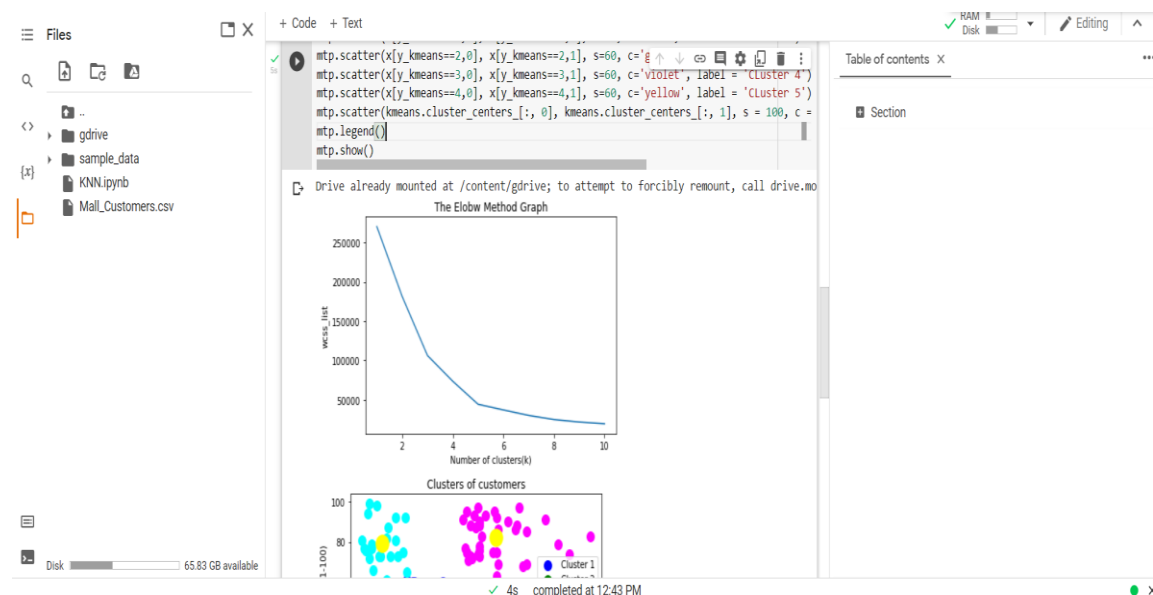 Files
+ Code + Text
RAM
Disk
Editing
..
gdrive
sample_data
KNN.ipynb
Mall_Customers.csv
{x}
<>
Disk
65.83 GB available
5s
mtp.scatter(x[y_kmeans==2,0], x[y_kmeans==2,1], s=60, c='g
mtp.scatter(x[y_kmeans==3,0], x[y_kmeans==3,1], s=60, c='violet', label = 'CLuster 4')
mtp.scatter(x[y_kmeans==4,0], x[y_kmeans==4,1], s=60, c='yellow', label = 'CLuster 5')
mtp.scatter(kmeans.cluster_centers_[:, 0], kmeans.cluster_centers_[:, 1], s = 100, c =
mtp.legend()
mtp.show()
Drive already mounted at /content/gdrive; to attempt to forcibly remount, call drive.mo
The Elobw Method Graph
250000
200000
150000
100000
50000
wcss_list
2 4 6 8 10
Number of clusters(k)
Clusters of customers
100
80
1-100)
Cluster 1
Table of contents X
Section
4s completed at 12:43 PM